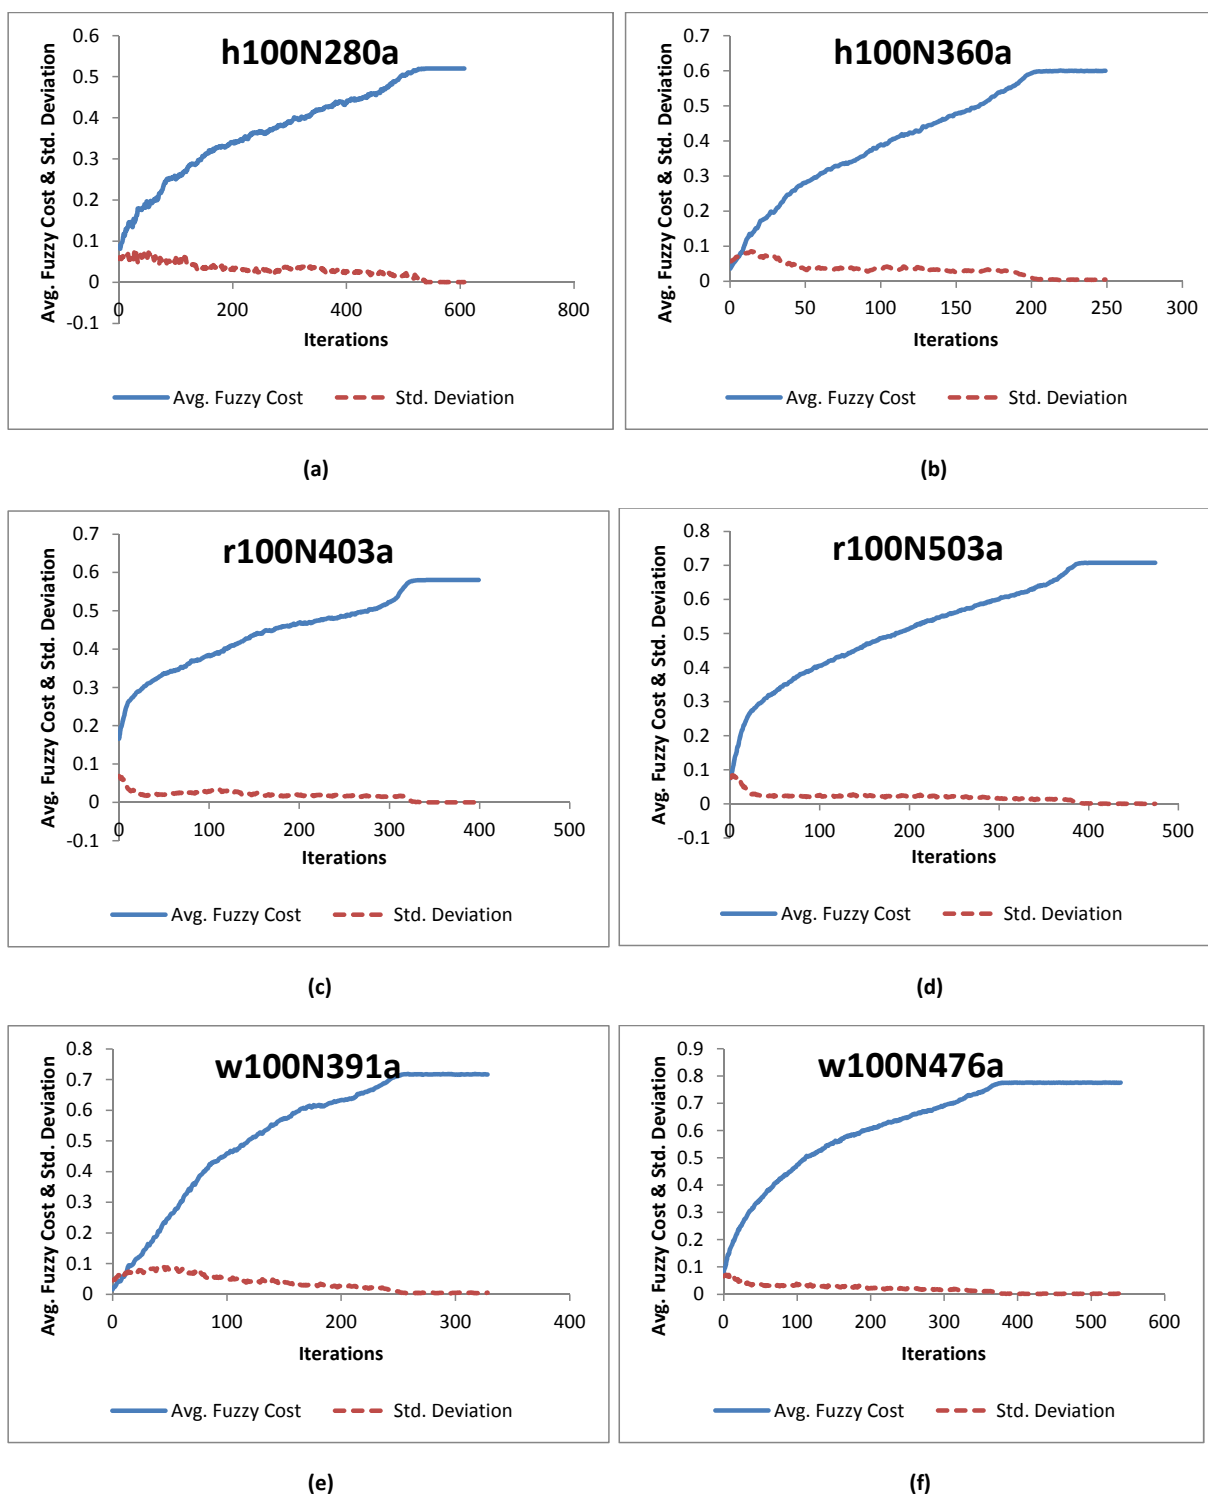 h100N280a
Avg. Fuzzy Cost & Std. Deviation
0.6
0.5
0.4
0.3
0.2
0.1
0
-0.1
0 200 400 600 800
Iterations
Avg. Fuzzy Cost Std. Deviation
(a)
h100N360a
Avg. Fuzzy Cost & Std. Deviation
0.7
0.6
0.5
0.4
0.3
0.2
0.1
0
0 50 100 150 200 250 300
Iterations
Avg. Fuzzy Cost Std. Deviation
(b)
r100N403a
Avg. Fuzzy Cost & Std. Deviation
0.7
0.6
0.5
0.4
0.3
0.2
0.1
0
-0.1
0 100 200 300 400 500
Iterations
Avg. Fuzzy Cost Std. Deviation
(c)
r100N503a
Avg. Fuzzy Cost & Std. Deviation
0.8
0.7
0.6
0.5
0.4
0.3
0.2
0.1
0
-0.1
0 100 200 300 400 500
Iterations
Avg. Fuzzy Cost Std. Deviation
(d)
w100N391a
Avg. Fuzzy Cost & Std. Deviation
0.8
0.7
0.6
0.5
0.4
0.3
0.2
0.1
0
0 100 200 300 400
Iterations
Avg. Fuzzy Cost Std. Deviation
(e)
w100N476a
Avg. Fuzzy Cost & Std. Deviation
0.9
0.8
0.7
0.6
0.5
0.4
0.3
0.2
0.1
0
0 100 200 300 400 500 600
Iterations
Avg. Fuzzy Cost Std. Deviation
(f)